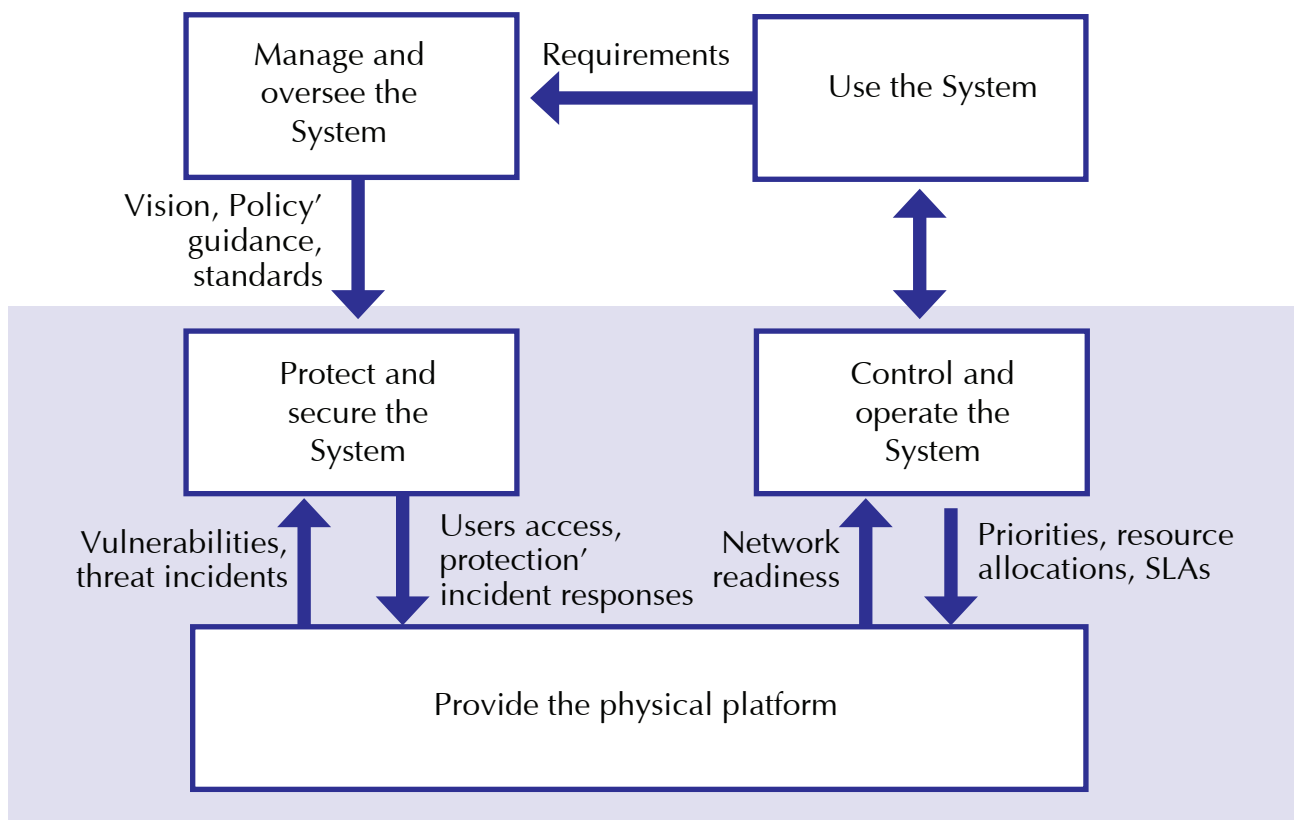 Manage and
oversee the
System
Requirements
Use the System
Vision, Policy’
guidance,
standards
Protect and
secure the
System
Control and
operate the
System
Vulnerabilities,
threat incidents
Users access,
protection’
incident responses
Network
readiness
Priorities, resource
allocations, SLAs
Provide the physical platform